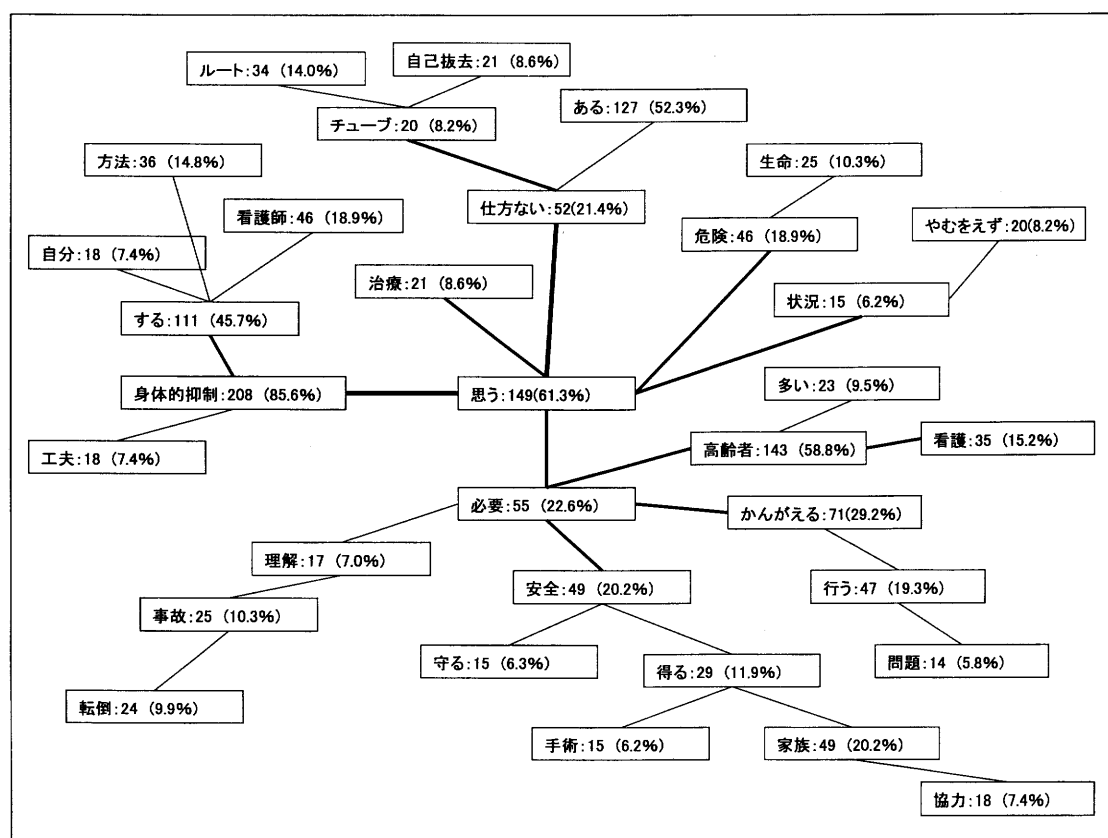 自己抜去:21 (8.6%)
ルート:34 (14.0%)
ある:127 (52.3%)
チューブ:20 (8.2%)
方法:36 (14.8%)
生命:25 (10.3%)
仕方ない:52(21.4%)
看護師:46 (18.9%)
やむをえず:20(8.2%)
危険:46 (18.9%)
自分:18 (7.4%)
治療:21 (8.6%)
状況:15 (6.2%)
する:111 (45.7%)
多い:23 (9.5%)
身体的抑制:208 (85.6%)
思う:149(61.3%)
看護:35 (15.2%)
高齢者:143 (58.8%)
工夫:18 (7.4%)
必要:55 (22.6%)
かんがえる:71(29.2%)
理解:17 (7.0%)
安全:49 (20.2%)
行う:47 (19.3%)
事故:25 (10.3%)
守る:15 (6.3%)
問題:14 (5.8%)
得る:29 (11.9%)
転倒:24 (9.9%)
手術:15 (6.2%)
家族:49 (20.2%)
協力:18 (7.4%)